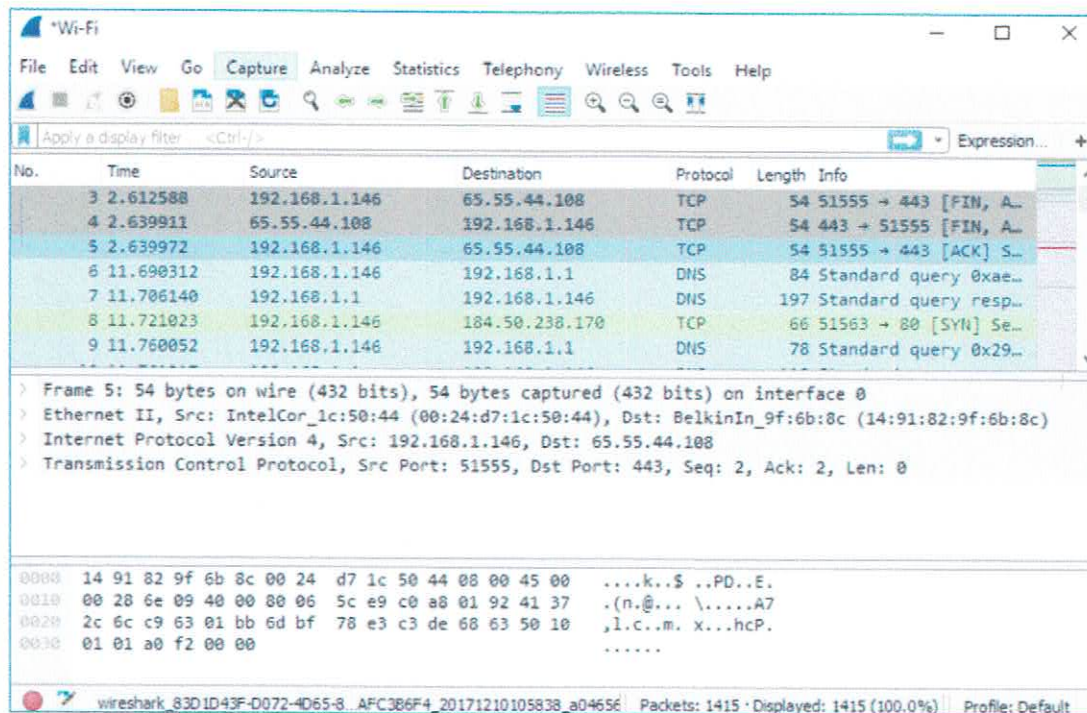 *Wi-Fi
File Edit View Go Capture Analyze Statistics Telephony Wireless Tools Help
Apply a display filter ... <Ctrl-/> Expression... +
No. Time Source Destination Protocol Length Info
3 2.612588 192.168.1.146 65.55.44.108 TCP 54 51555 → 443 [FIN, A…
4 2.639911 65.55.44.108 192.168.1.146 TCP 54 443 → 51555 [FIN, A…
5 2.639972 192.168.1.146 65.55.44.108 TCP 54 51555 → 443 [ACK] S…
6 11.690312 192.168.1.146 192.168.1.1 DNS 84 Standard query 0xae…
7 11.706140 192.168.1.1 192.168.1.146 DNS 197 Standard query resp…
8 11.721023 192.168.1.146 184.50.238.170 TCP 66 51563 → 80 [SYN] Se…
9 11.760052 192.168.1.146 192.168.1.1 DNS 78 Standard query 0x29…
> Frame 5: 54 bytes on wire (432 bits), 54 bytes captured (432 bits) on interface 0
> Ethernet II, Src: IntelCor_1c:50:44 (00:24:d7:1c:50:44), Dst: BelkinIn_9f:6b:8c (14:91:82:9f:6b:8c)
> Internet Protocol Version 4, Src: 192.168.1.146, Dst: 65.55.44.108
> Transmission Control Protocol, Src Port: 51555, Dst Port: 443, Seq: 2, Ack: 2, Len: 0
0000 14 91 82 9f 6b 8c 00 24 d7 1c 50 44 08 00 45 00 ....k..$ ..PD..E.
0010 00 28 6e 09 40 00 80 06 5c e9 c0 a8 01 92 41 37 .(n.@... \.....A7
0020 2c 6c c9 63 01 bb 6d bf 78 e3 c3 de 68 63 50 10 ,l.c..m. x...hcP.
0030 01 01 a0 f2 00 00 ......
wireshark_83D1D43F-D072-4D65-8...AFC3B6F4_20171210105838_a04656 Packets: 1415 · Displayed: 1415 (100.0%) Profile: Default